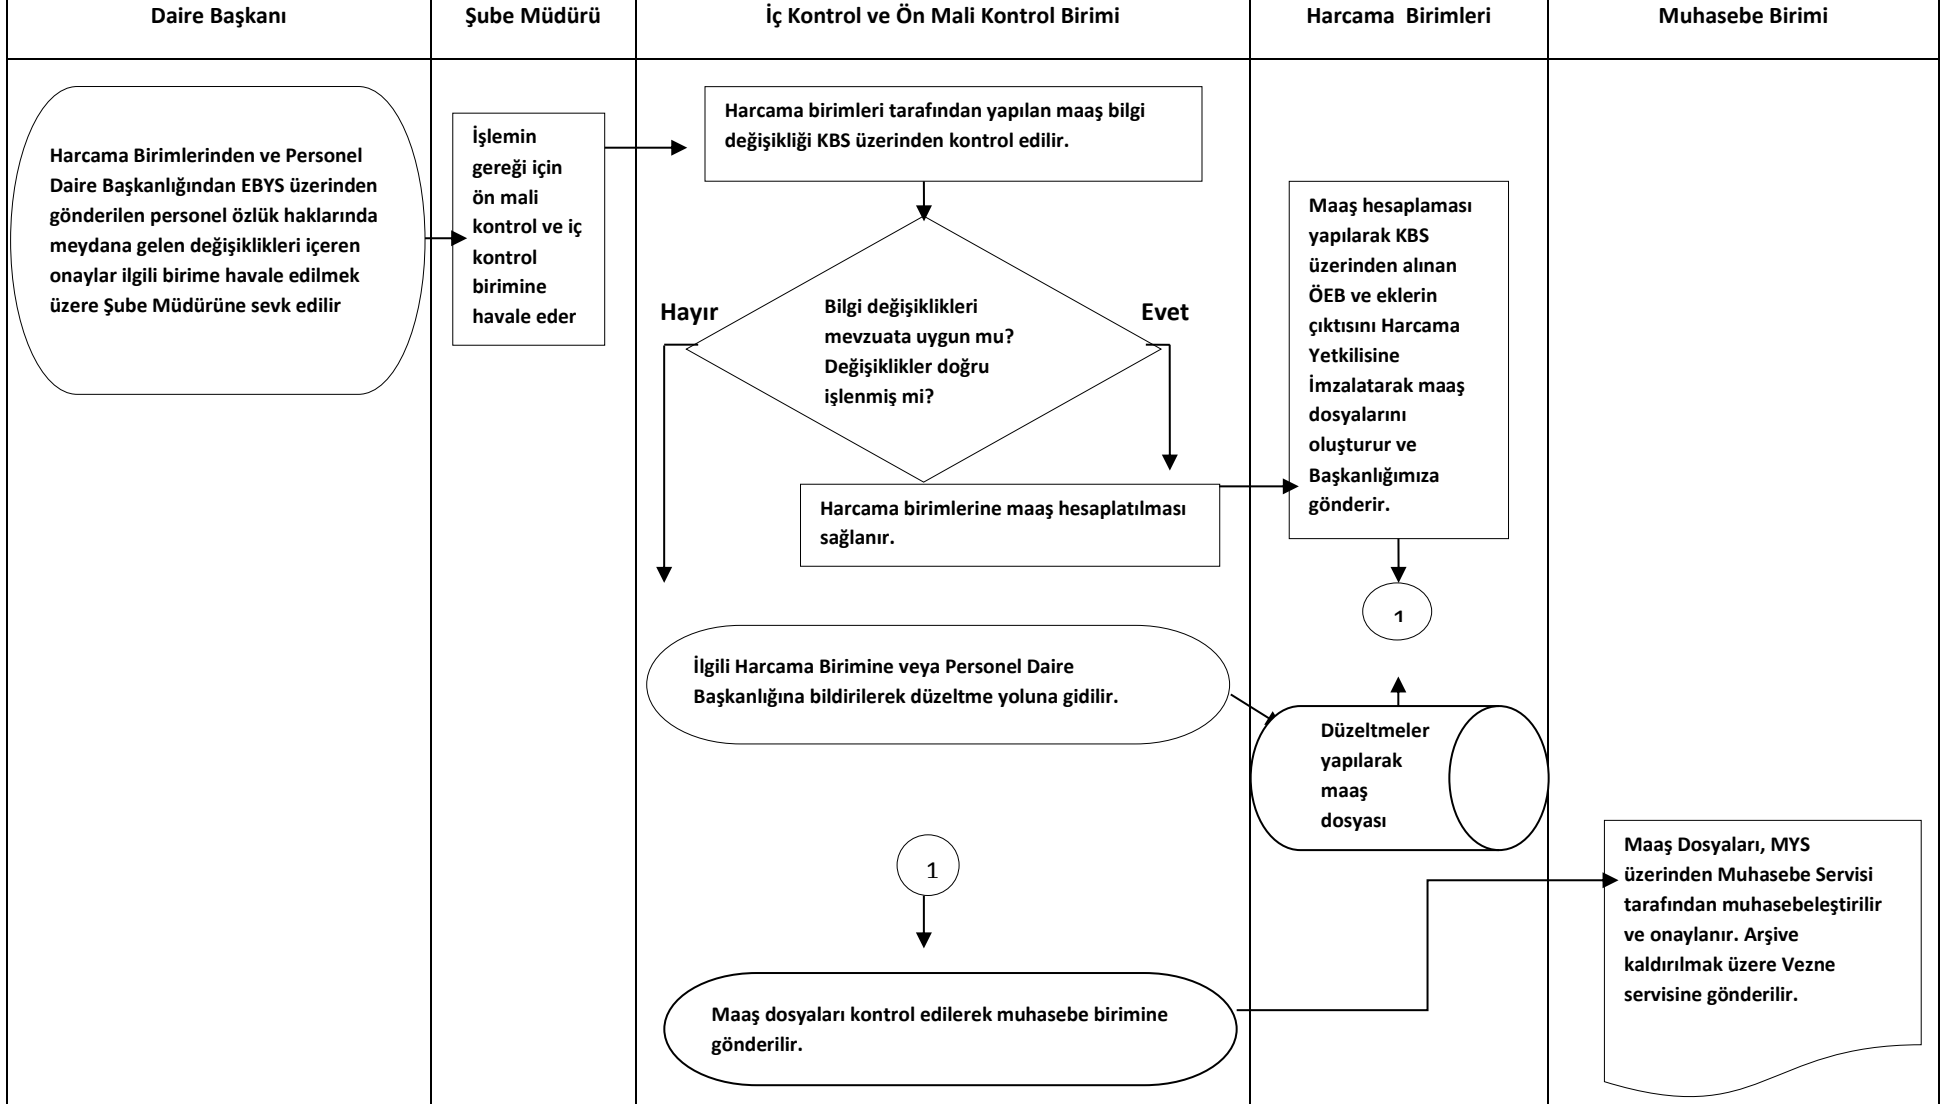 Daire Başkanı
Şube Müdürü
İç Kontrol ve Ön Mali Kontrol Birimi
Harcama Birimleri
Muhasebe Birimi
Harcama Birimlerinden ve Personel
Daire Başkanlığından EBYS üzerinden
gönderilen personel özlük haklarında
meydana gelen değişiklikleri içeren
onaylar ilgili birime havale edilmek
üzere Şube Müdürüne sevk edilir
İşlemin
gereği için
ön mali
kontrol ve iç
kontrol
birimine
havale eder
Harcama birimleri tarafından yapılan maaş bilgi
değişikliği KBS üzerinden kontrol edilir.
Hayır
Bilgi değişiklikleri
mevzuata uygun mu?
Değişiklikler doğru
işlenmiş mi?
Evet
Harcama birimlerine maaş hesaplatılması
sağlanır.
Maaş hesaplaması
yapılarak KBS
üzerinden alınan
ÖEB ve eklerin
çıktısını Harcama
Yetkilisine
İmzalatarak maaş
dosyalarını
oluşturur ve
Başkanlığımıza
gönderir.
1
İlgili Harcama Birimine veya Personel Daire
Başkanlığına bildirilerek düzeltme yoluna gidilir.
Düzeltmeler
yapılarak
maaş
dosyası
1
Maaş dosyaları kontrol edilerek muhasebe birimine
gönderilir.
Maaş Dosyaları, MYS
üzerinden Muhasebe Servisi
tarafından muhasebeleştirilir
ve onaylanır. Arşive
kaldırılmak üzere Vezne
servisine gönderilir.